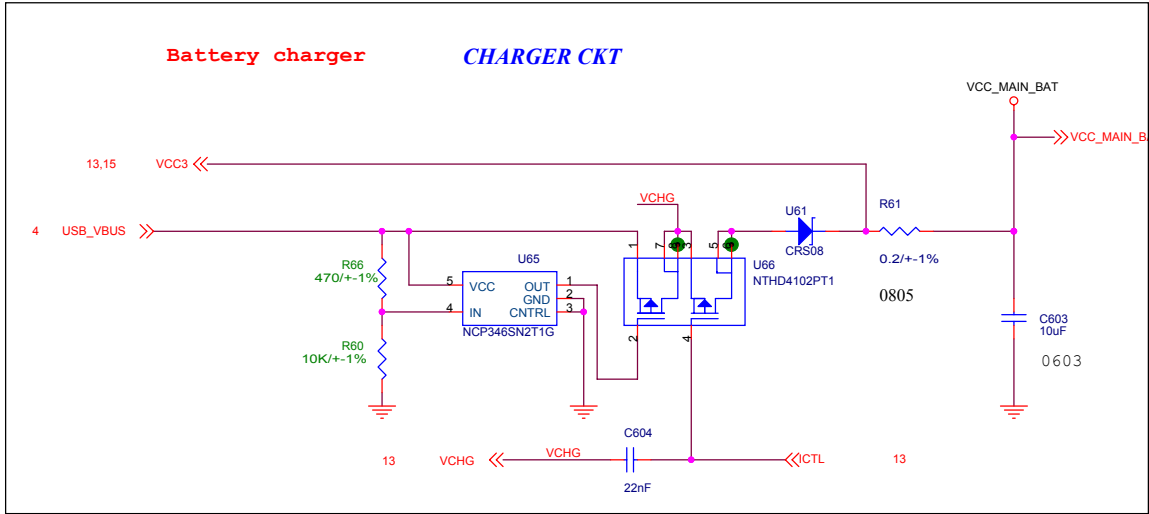 Battery charger CHARGER CKT
VCC_MAIN_BAT
VCC_MAIN_BA
13,15 VCC3
VCHG
U61
R61
4 USB_VBUS
1 7 3 5
CRS08
0.2/+-1%
U65
U66
NTHD4102PT1
R66
470/+-1%
5 VCC OUT 1
GND 2
4 IN CNTRL 3
NCP346SN2T1G
0805
C603
10uF
0603
R60
10K/+-1%
2 4
C604
13 VCHG VCHG ICTL 13
22nF